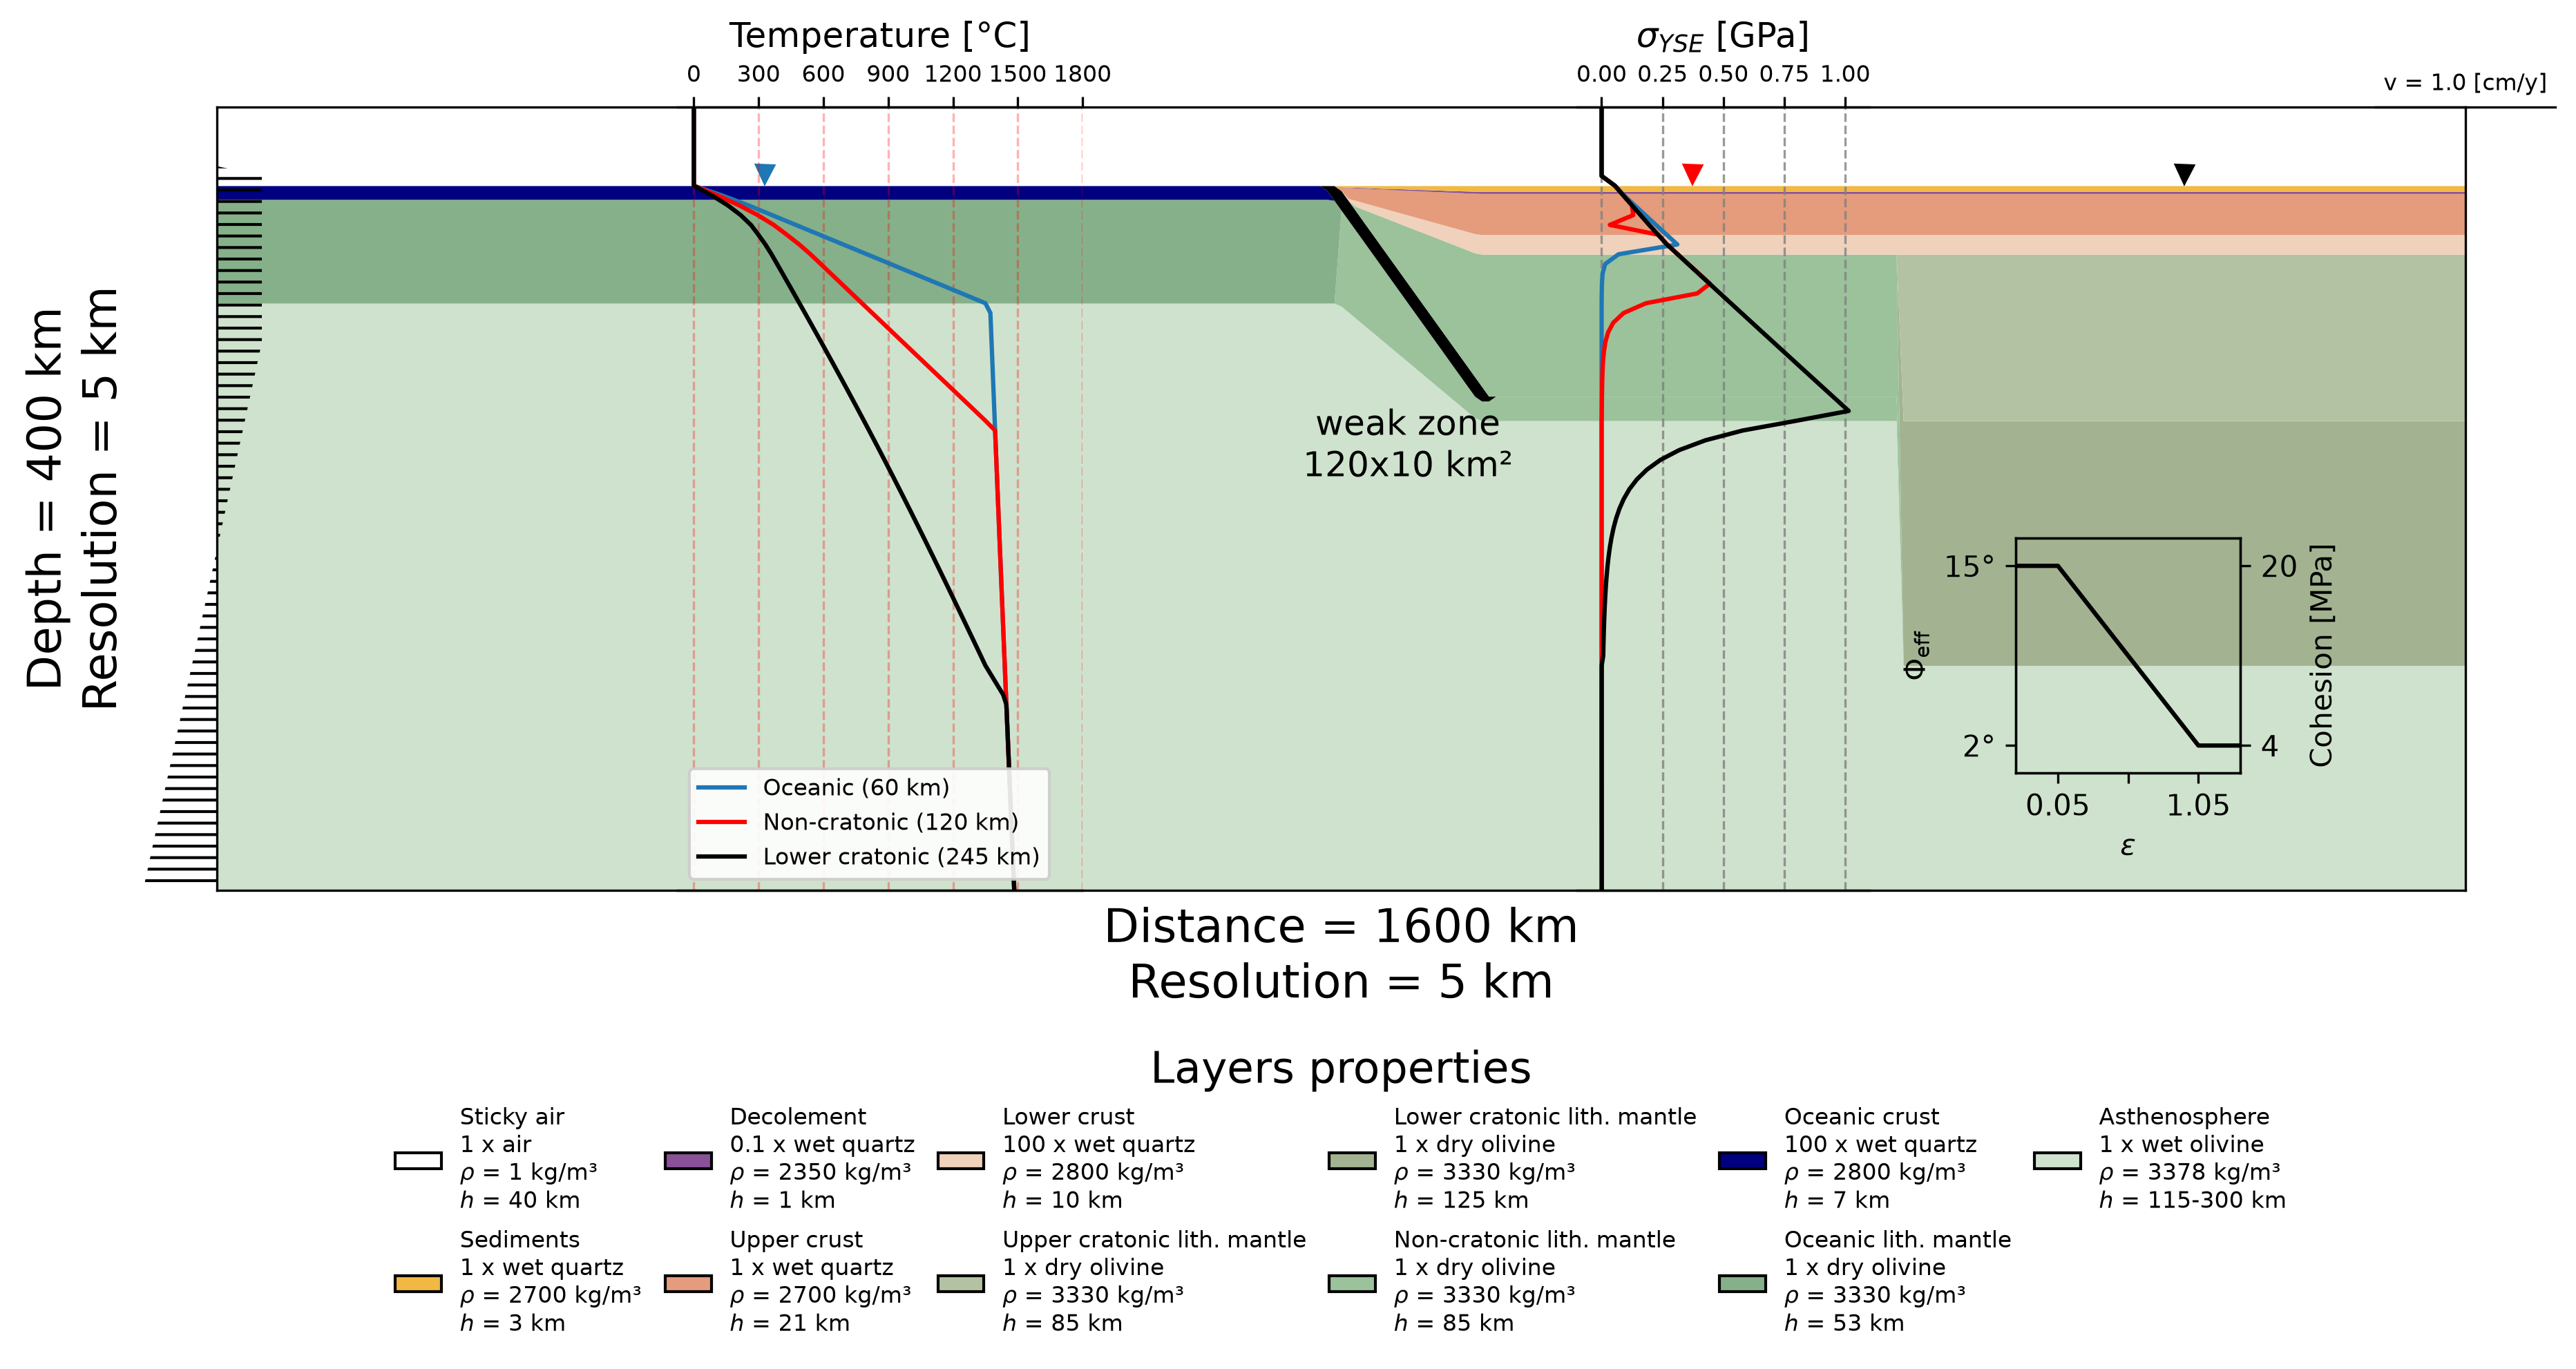 Temperature [°C]
0 300 600 900 1200 1500 1800
σYSE [GPa]
0.00 0.25 0.50 0.75 1.00
v = 1.0 [cm/y]
Depth = 400 km
Resolution = 5 km
weak zone
120x10 km²
15°
2°
Φeff
20
4
Cohesion [MPa]
0.05 1.05
ε
Oceanic (60 km)
Non-cratonic (120 km)
Lower cratonic (245 km)
Distance = 1600 km
Resolution = 5 km
Layers properties
Sticky air
1 x air
ρ = 1 kg/m³
h = 40 km
Decolement
0.1 x wet quartz
ρ = 2350 kg/m³
h = 1 km
Lower crust
100 x wet quartz
ρ = 2800 kg/m³
h = 10 km
Lower cratonic lith. mantle
1 x dry olivine
ρ = 3330 kg/m³
h = 125 km
Oceanic crust
100 x wet quartz
ρ = 2800 kg/m³
h = 7 km
Asthenosphere
1 x wet olivine
ρ = 3378 kg/m³
h = 115-300 km
Sediments
1 x wet quartz
ρ = 2700 kg/m³
h = 3 km
Upper crust
1 x wet quartz
ρ = 2700 kg/m³
h = 21 km
Upper cratonic lith. mantle
1 x dry olivine
ρ = 3330 kg/m³
h = 85 km
Non-cratonic lith. mantle
1 x dry olivine
ρ = 3330 kg/m³
h = 85 km
Oceanic lith. mantle
1 x dry olivine
ρ = 3330 kg/m³
h = 53 km